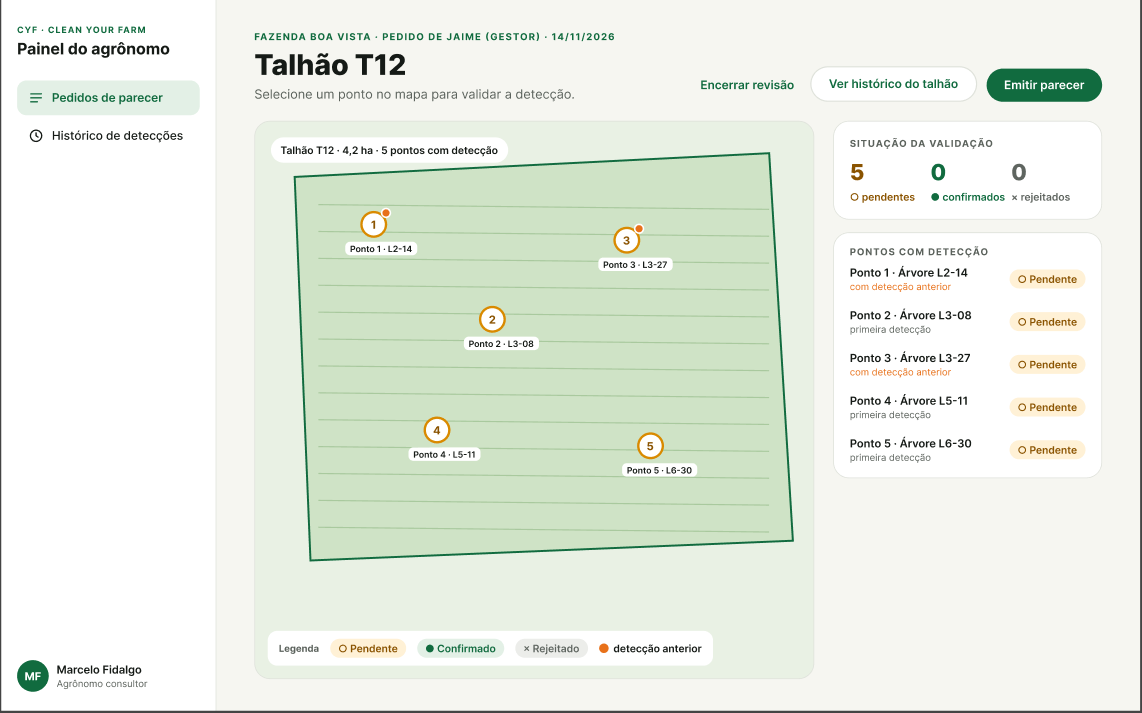 CYF · CLEAN YOUR FARM
Painel do agrônomo
Pedidos de parecer
Histórico de detecções
MF
Marcelo Fidalgo
Agrônomo consultor
FAZENDA BOA VISTA · PEDIDO DE JAIME (GESTOR) · 14/11/2026
Talhão T12
Selecione um ponto no mapa para validar a detecção.
Encerrar revisão
Ver histórico do talhão
Emitir parecer
Talhão T12 · 4,2 ha · 5 pontos com detecção
1
Ponto 1 · L2-14
3
Ponto 3 · L3-27
2
Ponto 2 · L3-08
4
Ponto 4 · L5-11
5
Ponto 5 · L6-30
Legenda
Pendente
Confirmado
× Rejeitado
detecção anterior
SITUAÇÃO DA VALIDAÇÃO
5
pendentes
0
confirmados
0
× rejeitados
PONTOS COM DETECÇÃO
Ponto 1 · Árvore L2-14
com detecção anterior
Pendente
Ponto 2 · Árvore L3-08
primeira detecção
Pendente
Ponto 3 · Árvore L3-27
com detecção anterior
Pendente
Ponto 4 · Árvore L5-11
primeira detecção
Pendente
Ponto 5 · Árvore L6-30
primeira detecção
Pendente